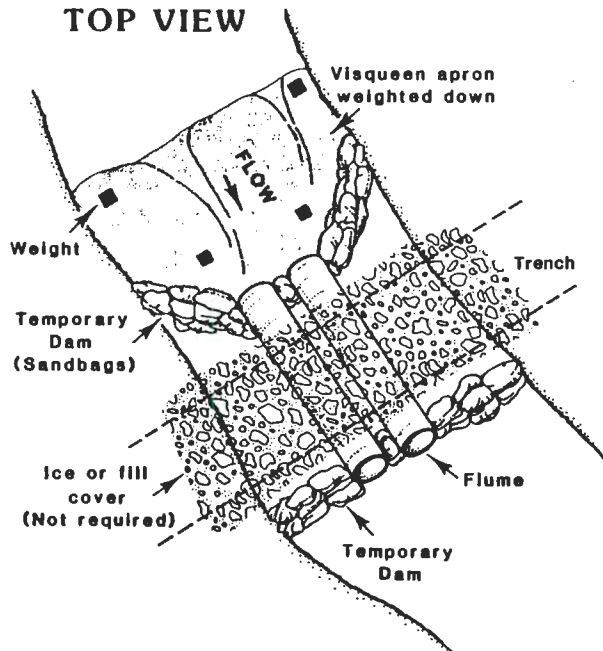 TOP VIEW
Visqueen apron
weighted down
FLOW
Weight
Trench
Temporary
Dam
(Sandbags)
Ice or fill
cover
(Not required)
Flume
Temporary
Dam